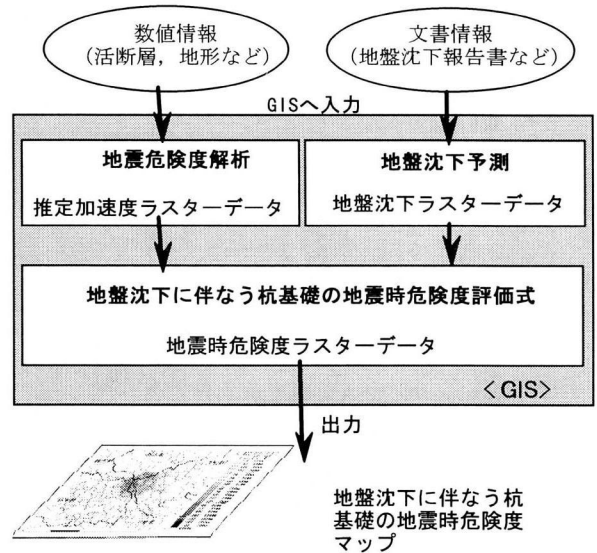 数値情報
（活断層，地形など）
文書情報
（地盤沈下報告書など）
GISへ入力
地震危険度解析
推定加速度ラスターデータ
地盤沈下予測
地盤沈下ラスターデータ
地盤沈下に伴なう杭基礎の地震時危険度評価式
地震時危険度ラスターデータ
＜GIS＞
出力
地盤沈下に伴なう杭
基礎の地震時危険度
マップ